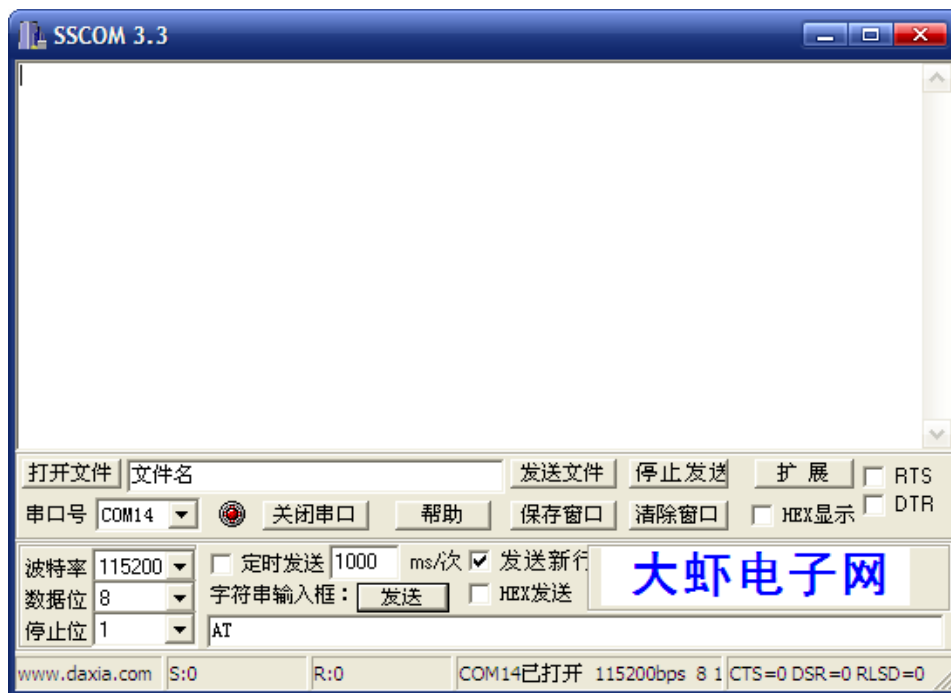 SSCOM 3.3
打开文件 文件名 发送文件 停止发送 扩 展 RTS
串口号 COM14 关闭串口 帮助 保存窗口 清除窗口 HEX显示 DTR
波特率 115200 定时发送 1000 ms/次 发送新行 大虾电子网
数据位 8 字符串输入框： 发送 HEX发送
停止位 1 AT
www.daxia.com S:0 R:0 COM14已打开 115200bps 8 1 CTS=0 DSR=0 RLSD=0